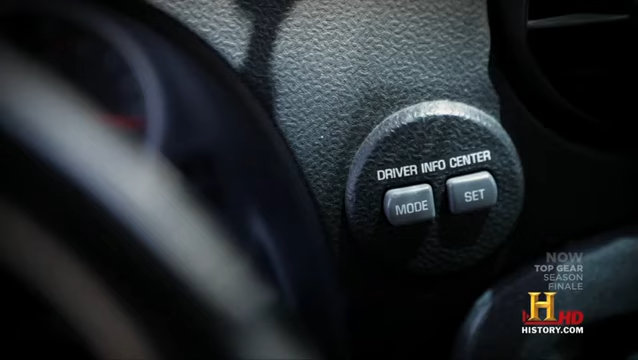 DRIVER INFO CENTER
MODE
SET
NOW
TOP GEAR
SEASON
FINALE
H HD
HISTORY.COM